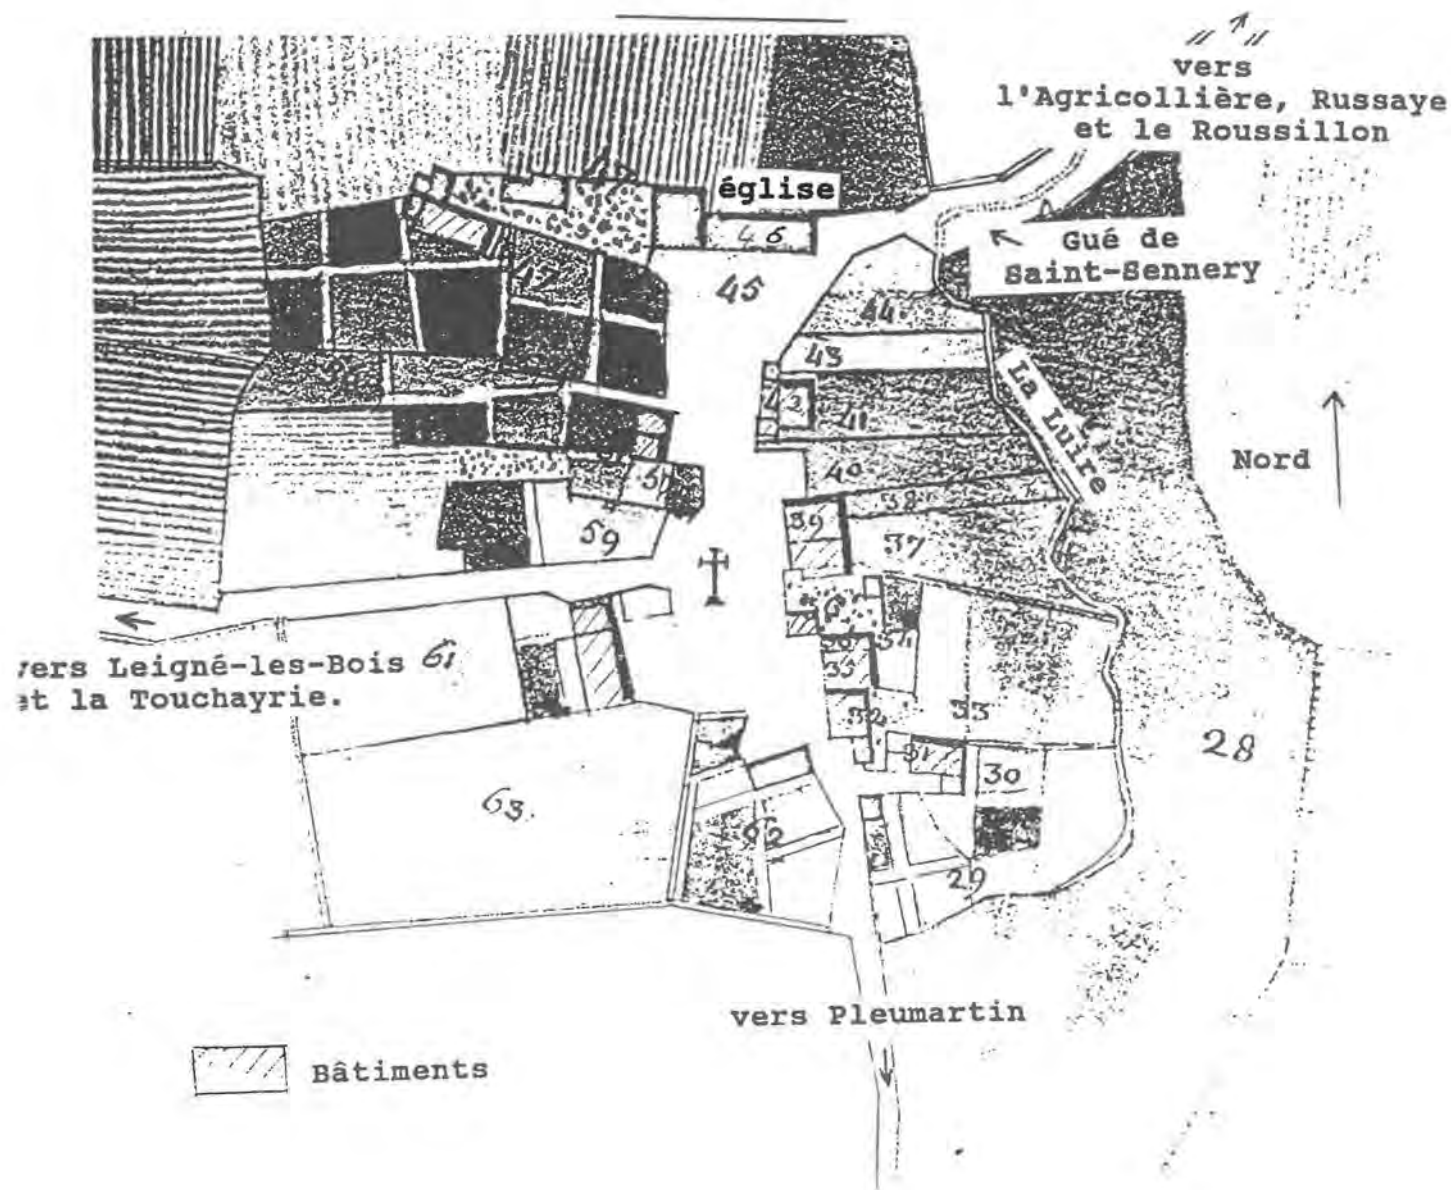 vers
l'Agricollière, Russaye
et le Roussillon
église
46
Gué de
Saint-Sennery
45
47
44
43
La Luire
42
41
Nord
40
38
39
59
37
61
vers Leigné-les-Bois
et la Touchayrie.
34
35
32
33
28
31
30
63
62
29
vers Pleumartin
Bâtiments